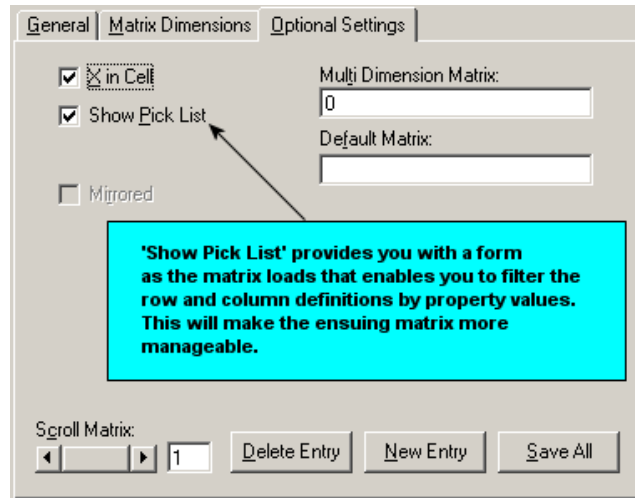 General Matrix Dimensions Optional Settings
X in Cell
Multi Dimension Matrix:
0
Show Pick List
Default Matrix:
Mirrored
'Show Pick List' provides you with a form
as the matrix loads that enables you to filter the
row and column definitions by property values.
This will make the ensuing matrix more
manageable.
Scroll Matrix:
1
Delete Entry New Entry Save All